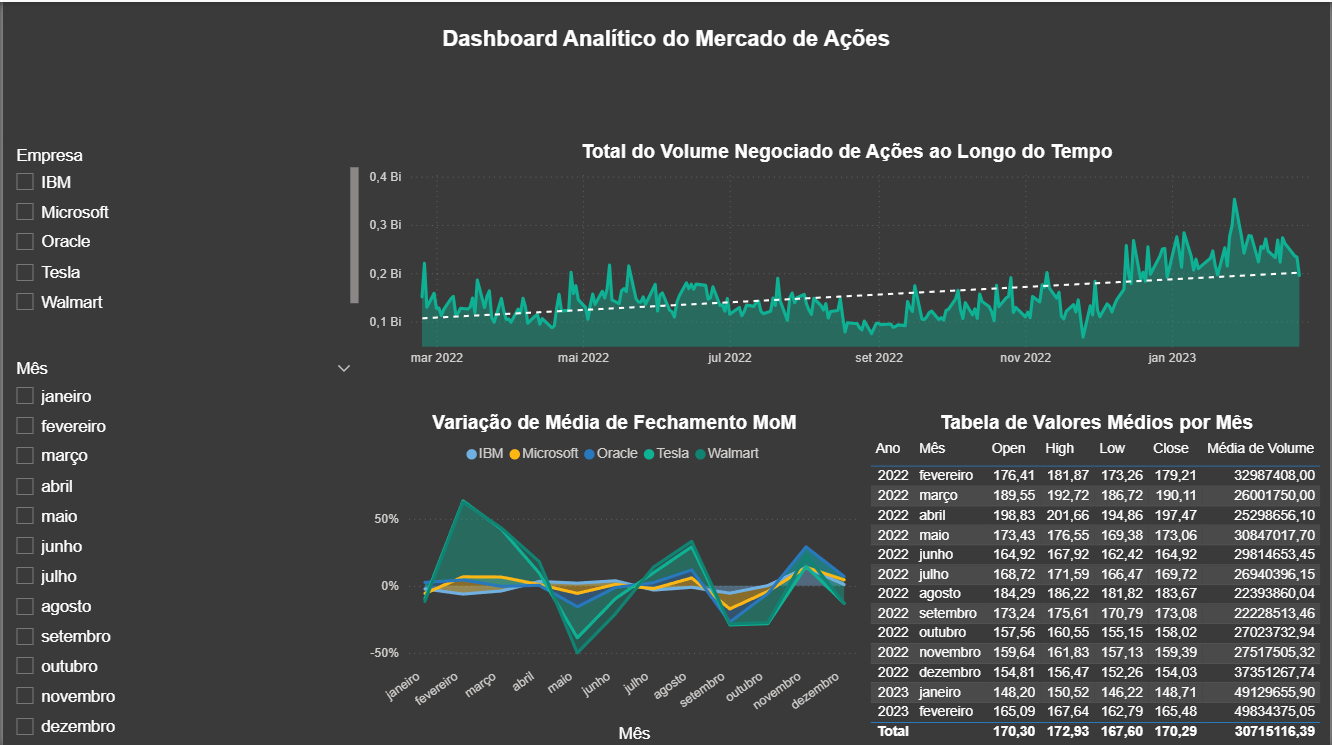 Dashboard Analítico do Mercado de Ações
Empresa
IBM
Microsoft
Oracle
Tesla
Walmart
Mês
janeiro
fevereiro
março
abril
maio
junho
julho
agosto
setembro
outubro
novembro
dezembro
Total do Volume Negociado de Ações ao Longo do Tempo
0,4 Bi
0,3 Bi
0,2 Bi
0,1 Bi
mar 2022 mai 2022 jul 2022 set 2022 nov 2022 jan 2023
Variação de Média de Fechamento MoM
IBM Microsoft Oracle Tesla Walmart
50%
0%
-50%
janeiro fevereiro março abril maio junho julho agosto setembro outubro novembro dezembro
Mês
Tabela de Valores Médios por Mês
Ano Mês Open High Low Close Média de Volume
2022 fevereiro 176,41 181,87 173,26 179,21 32987408,00
2022 março 189,55 192,72 186,72 190,11 26001750,00
2022 abril 198,83 201,66 194,86 197,47 25298656,10
2022 maio 173,43 176,55 169,38 173,06 30847017,70
2022 junho 164,92 167,92 162,42 164,92 29814653,45
2022 julho 168,72 171,59 166,47 169,72 26940396,15
2022 agosto 184,29 186,22 181,82 183,67 22393860,04
2022 setembro 173,24 175,61 170,79 173,08 22228513,46
2022 outubro 157,56 160,55 155,15 158,02 27023732,94
2022 novembro 159,64 161,83 157,13 159,39 27517505,32
2022 dezembro 154,81 156,47 152,26 154,03 37351267,74
2023 janeiro 148,20 150,52 146,22 148,71 49129655,90
2023 fevereiro 165,09 167,64 162,79 165,48 49834375,05
Total 170,30 172,93 167,60 170,29 30715116,39